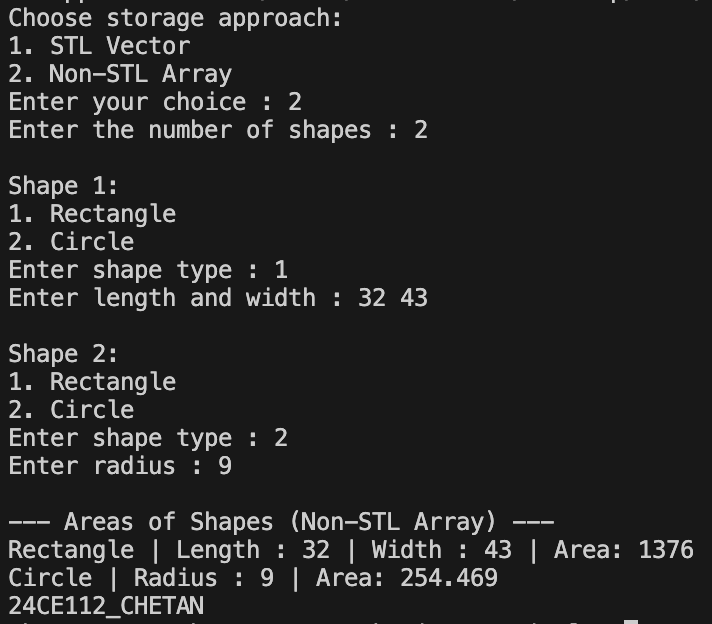 Choose storage approach:
1. STL Vector
2. Non-STL Array
Enter your choice : 2
Enter the number of shapes : 2
Shape 1:
1. Rectangle
2. Circle
Enter shape type : 1
Enter length and width : 32 43
Shape 2:
1. Rectangle
2. Circle
Enter shape type : 2
Enter radius : 9
--- Areas of Shapes (Non-STL Array) ---
Rectangle | Length : 32 | Width : 43 | Area: 1376
Circle | Radius : 9 | Area: 254.469
24CE112_CHETAN